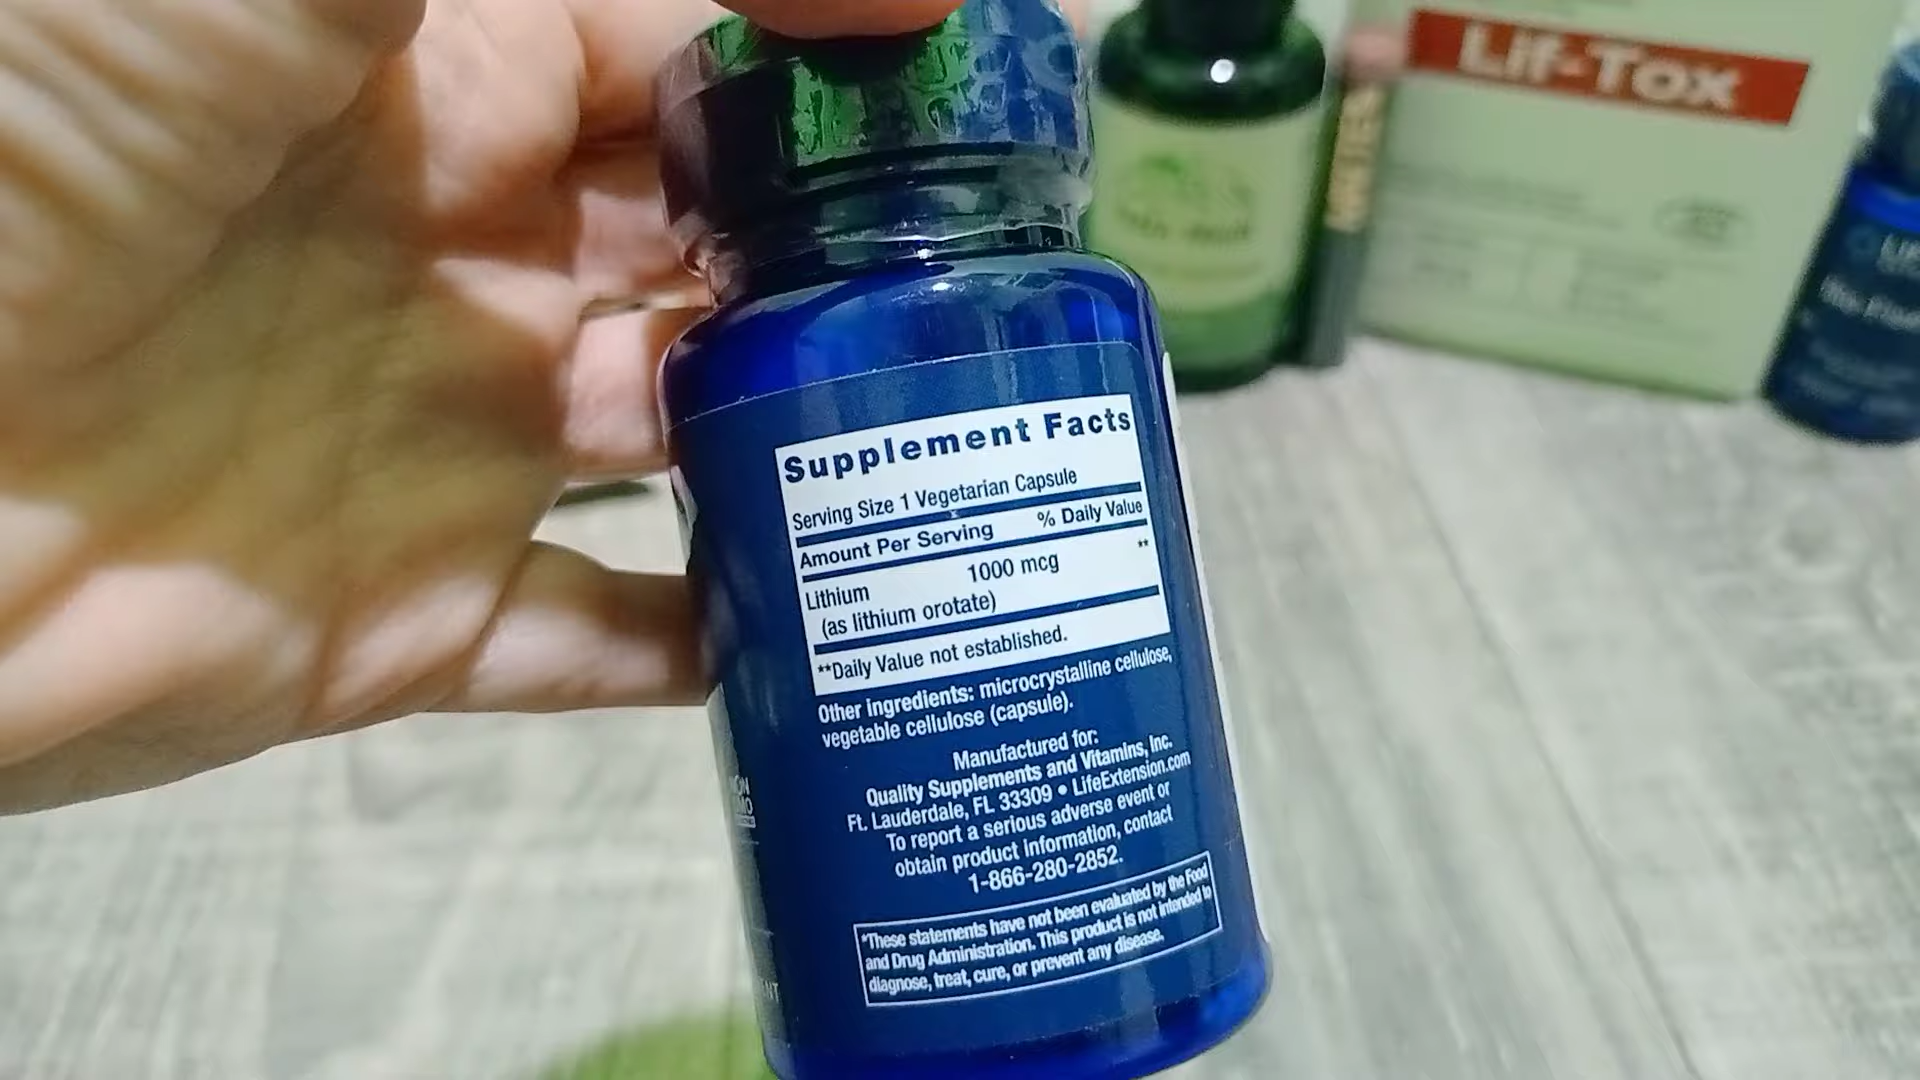 Lif-Tox
Supplement Facts
Serving Size 1 Vegetarian Capsule
Amount Per Serving % Daily Value
Lithium 1000 mcg **
(as lithium orotate)
**Daily Value not established.
Other ingredients: microcrystalline cellulose,
vegetable cellulose (capsule).
Manufactured for:
Quality Supplements and Vitamins, Inc.
Ft. Lauderdale, FL 33309 • LifeExtension.com
To report a serious adverse event or
obtain product information, contact
1-866-280-2852.
*These statements have not been evaluated by the Food
and Drug Administration. This product is not intended to
diagnose, treat, cure, or prevent any disease.